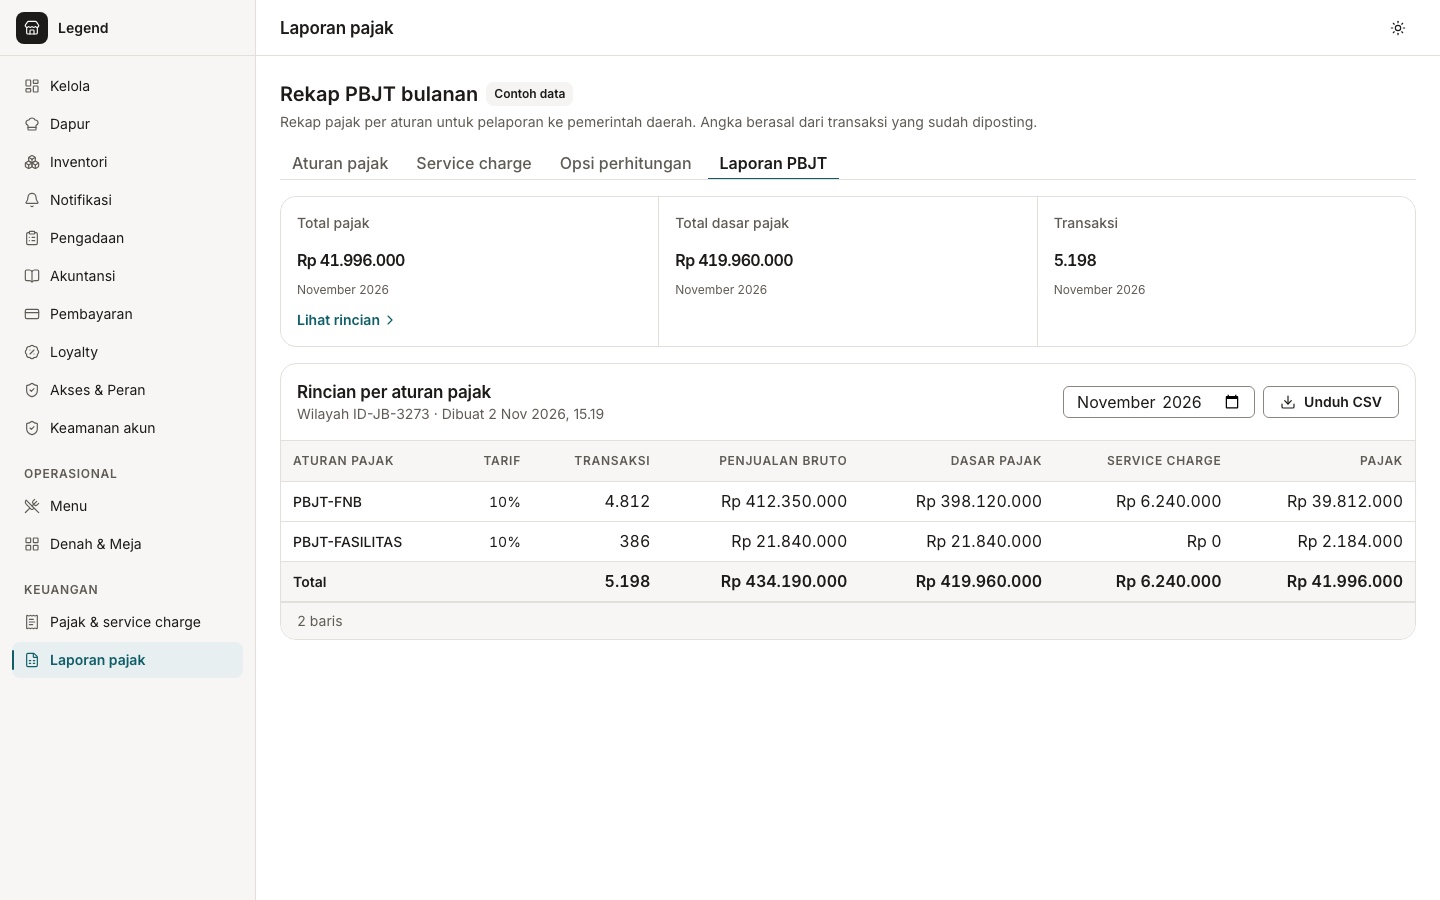 Legend
Laporan pajak
Kelola
Dapur
Inventori
Notifikasi
Pengadaan
Akuntansi
Pembayaran
Loyalty
Akses & Peran
Keamanan akun
OPERASIONAL
Menu
Denah & Meja
KEUANGAN
Pajak & service charge
Laporan pajak
Rekap PBJT bulanan Contoh data
Rekap pajak per aturan untuk pelaporan ke pemerintah daerah. Angka berasal dari transaksi yang sudah diposting.
Aturan pajak Service charge Opsi perhitungan Laporan PBJT
Total pajak
Rp 41.996.000
November 2026
Lihat rincian
Total dasar pajak
Rp 419.960.000
November 2026
Transaksi
5.198
November 2026
Rincian per aturan pajak
Wilayah ID-JB-3273 · Dibuat 2 Nov 2026, 15.19
November 2026
Unduh CSV
ATURAN PAJAK TARIF TRANSAKSI PENJUALAN BRUTO DASAR PAJAK SERVICE CHARGE PAJAK
PBJT-FNB 10% 4.812 Rp 412.350.000 Rp 398.120.000 Rp 6.240.000 Rp 39.812.000
PBJT-FASILITAS 10% 386 Rp 21.840.000 Rp 21.840.000 Rp 0 Rp 2.184.000
Total 5.198 Rp 434.190.000 Rp 419.960.000 Rp 6.240.000 Rp 41.996.000
2 baris